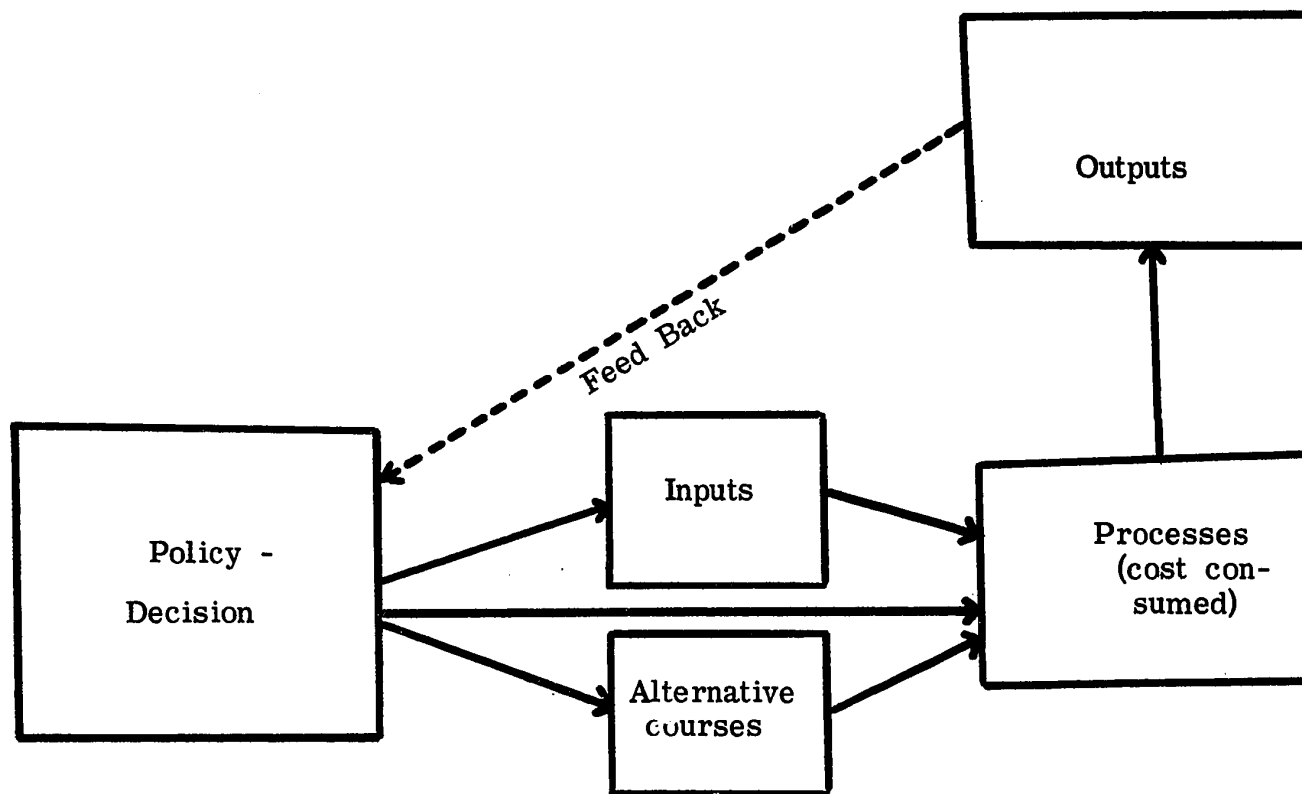 Outputs
Feed Back
Inputs
Policy -
Decision
Processes
(cost con-
sumed)
Alternative
courses